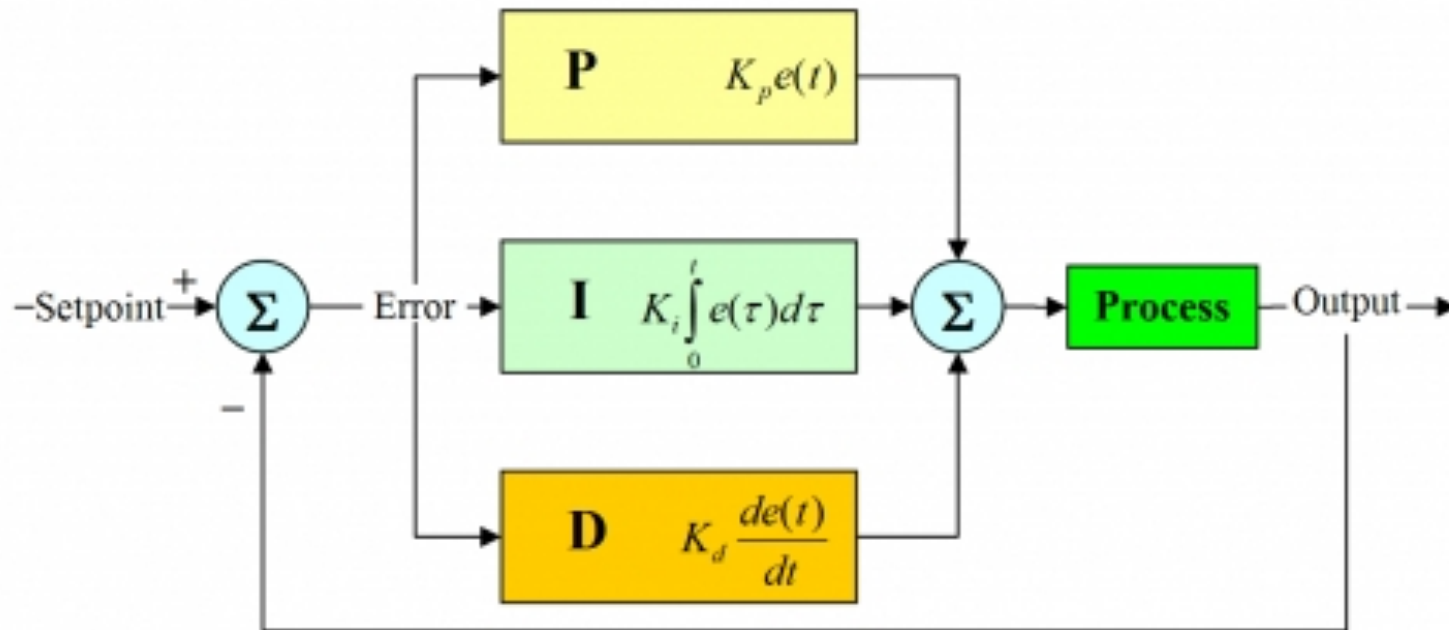 P K_p e(t)
–Setpoint + Σ Error I K_i ∫_0^t e(τ)dτ Σ Process Output
–
D K_d de(t)/dt